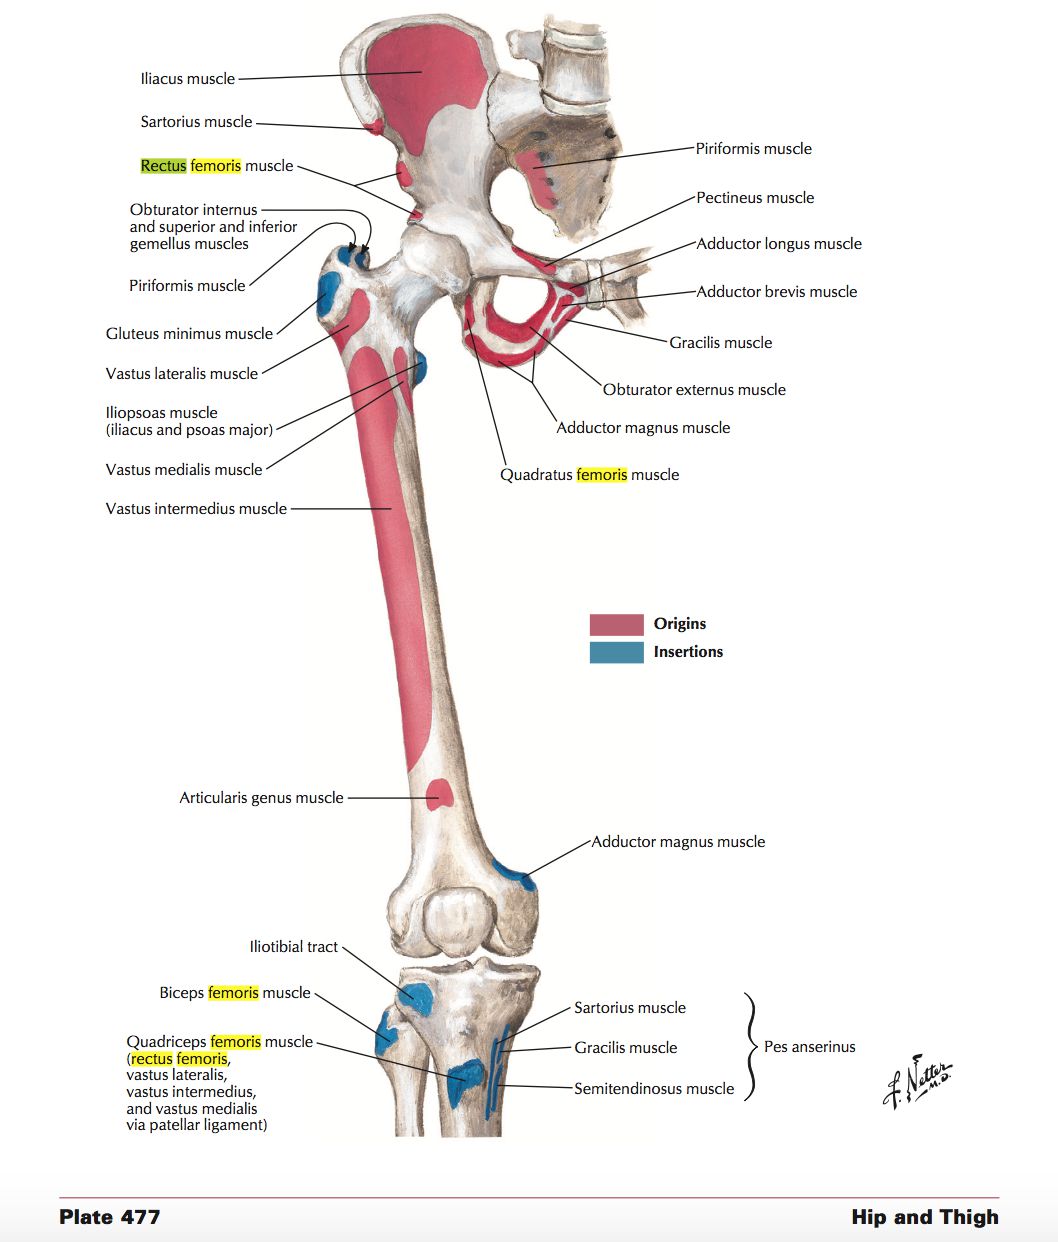 Iliacus muscle
Sartorius muscle
Rectus femoris muscle
Obturator internus
and superior and inferior
gemellus muscles
Piriformis muscle
Gluteus minimus muscle
Vastus lateralis muscle
Iliopsoas muscle
(iliacus and psoas major)
Vastus medialis muscle
Vastus intermedius muscle
Piriformis muscle
Pectineus muscle
Adductor longus muscle
Adductor brevis muscle
Gracilis muscle
Obturator externus muscle
Adductor magnus muscle
Quadratus femoris muscle
Origins
Insertions
Articularis genus muscle
Adductor magnus muscle
Iliotibial tract
Biceps femoris muscle
Quadriceps femoris muscle
(rectus femoris,
vastus lateralis,
vastus intermedius,
and vastus medialis
via patellar ligament)
Sartorius muscle
Gracilis muscle
Semitendinosus muscle
Pes anserinus
F. Netter
M.D.
Plate 477
Hip and Thigh